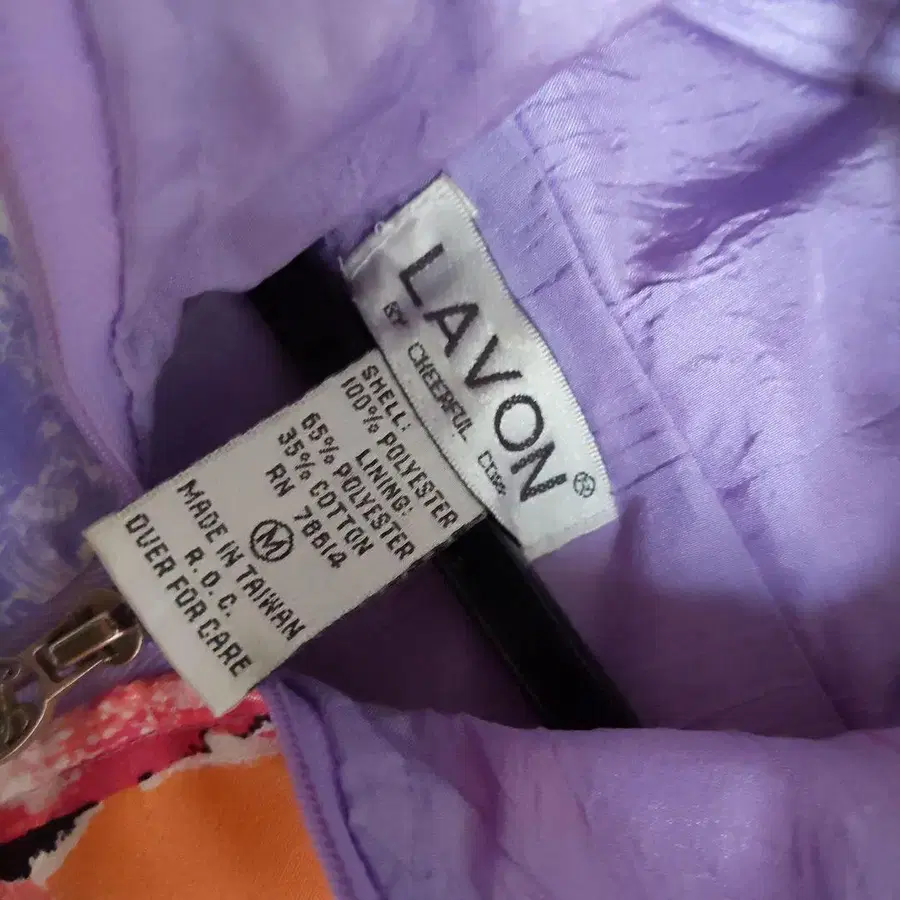 LAVON®
BY CHEERFUL CORP.
SHELL:
100% POLYESTER
LINING:
65% POLYESTER
35% COTTON
RN 78614
M
MADE IN TAIWAN
R.O.C.
OVER FOR CARE